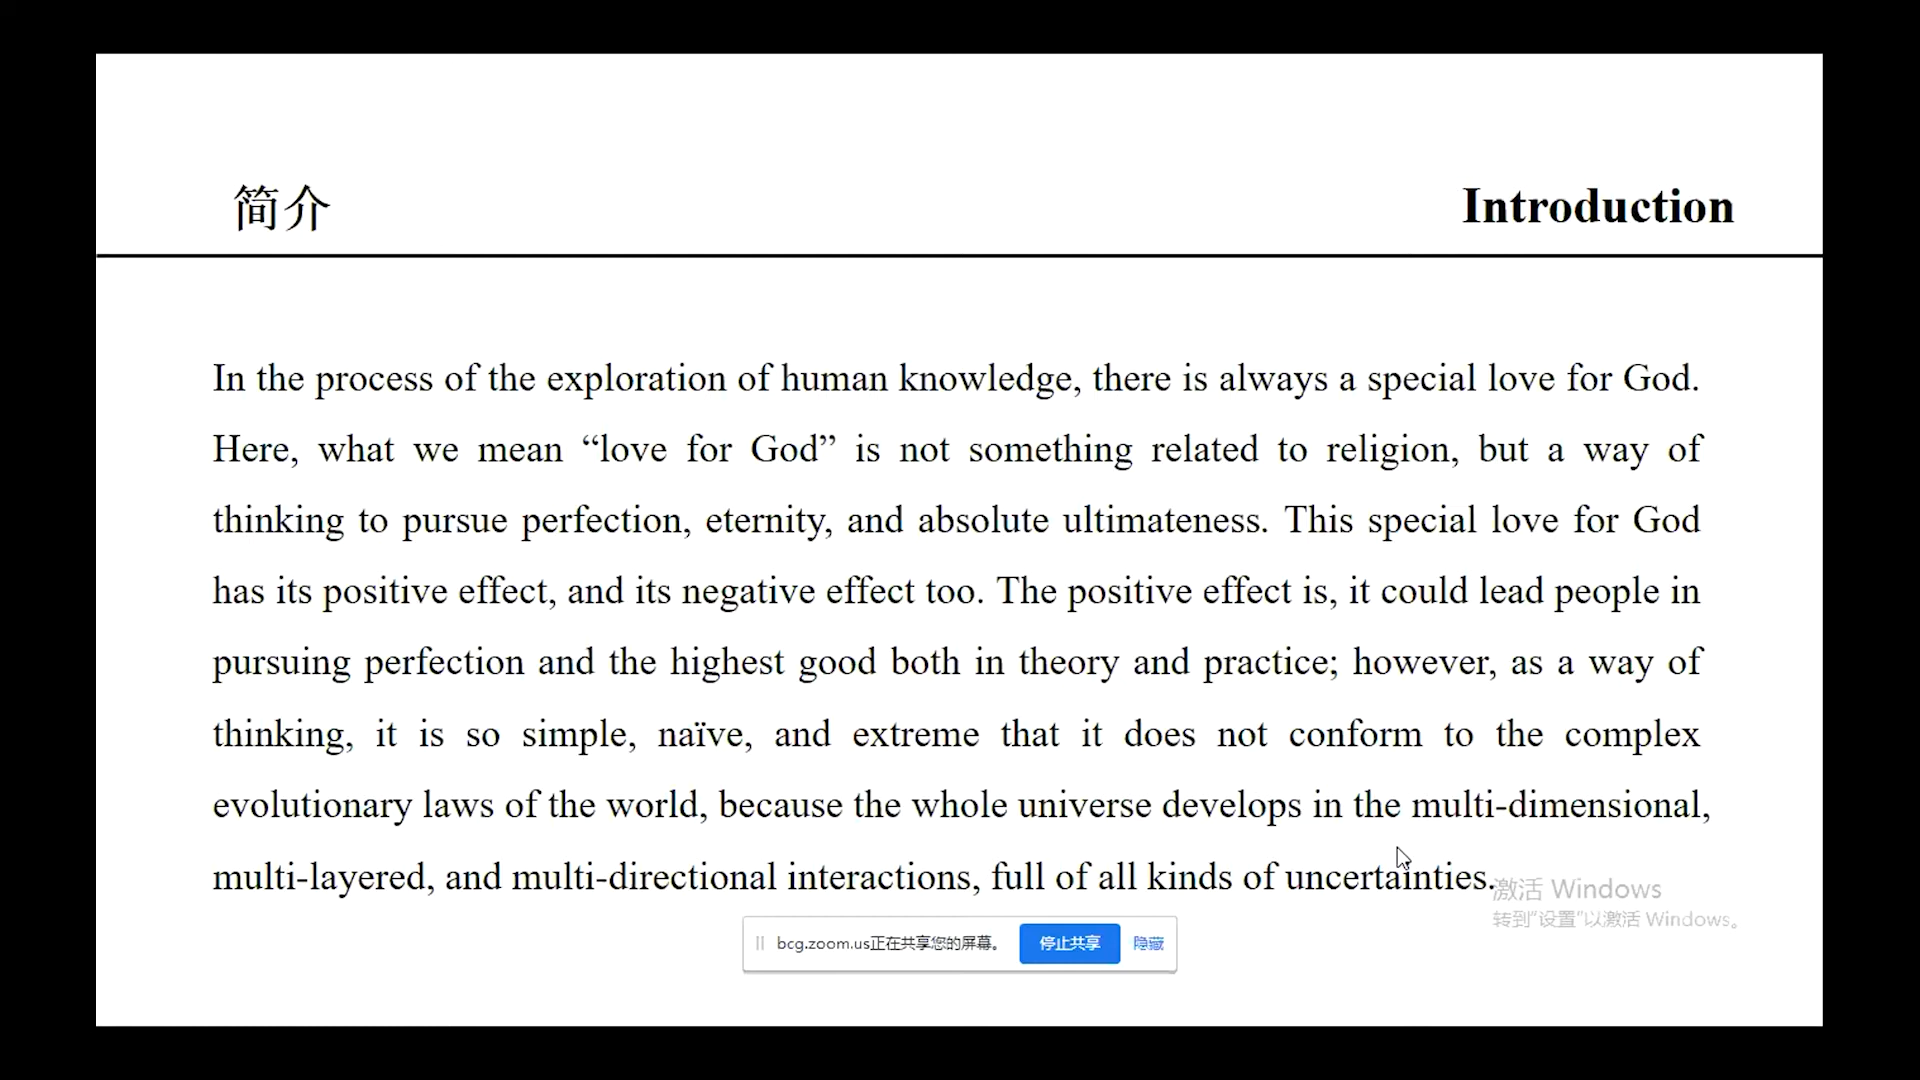 简介
Introduction
In the process of the exploration of human knowledge, there is always a special love for God.
Here, what we mean “love for God” is not something related to religion, but a way of
thinking to pursue perfection, eternity, and absolute ultimateness. This special love for God
has its positive effect, and its negative effect too. The positive effect is, it could lead people in
pursuing perfection and the highest good both in theory and practice; however, as a way of
thinking, it is so simple, naïve, and extreme that it does not conform to the complex
evolutionary laws of the world, because the whole universe develops in the multi-dimensional,
multi-layered, and multi-directional interactions, full of all kinds of uncertainties.
激活 Windows
转到“设置”以激活 Windows。
bcg.zoom.us正在共享您的屏幕。
停止共享
隐藏